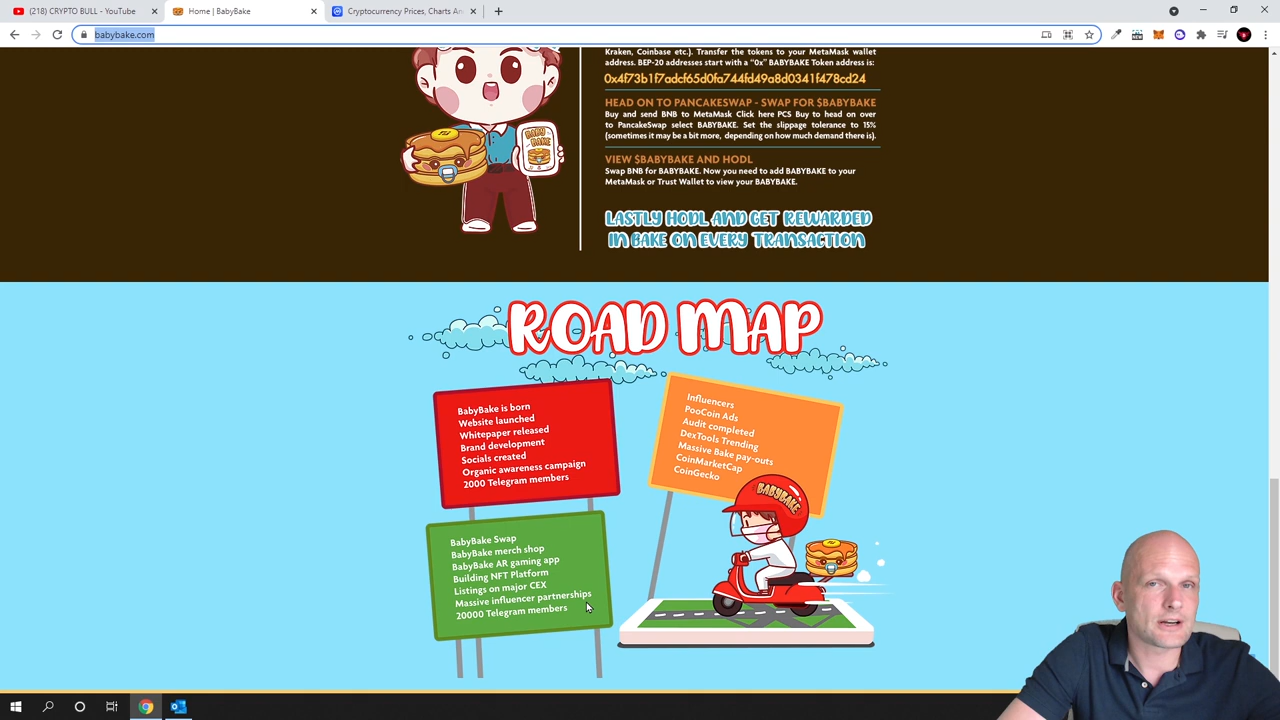 (218) CRYPTO BULL - YouTube
Home | BabyBake
Cryptocurrency Prices, Charts An
babybake.com
Kraken, Coinbase etc.). Transfer the tokens to your MetaMask wallet
address. BEP-20 addresses start with a "0x" BABYBAKE Token address is:
0x4f73b1f7adcf65d0fa744fd49a8d0341f478cd24
HEAD ON TO PANCAKESWAP - SWAP FOR $BABYBAKE
Buy and send BNB to MetaMask Click here PCS Buy to head on over
to PancakeSwap select BABYBAKE. Set the slippage tolerance to 15%
(sometimes it may be a bit more, depending on how much demand there is).
VIEW $BABYBAKE AND HODL
Swap BNB for BABYBAKE. Now you need to add BABYBAKE to your
MetaMask or Trust Wallet to view your BABYBAKE.
LASTLY HODL AND GET REWARDED
IN BAKE ON EVERY TRANSACTION
BABY
BAKE
ROAD MAP
BabyBake is born
Website launched
Whitepaper released
Brand development
Socials created
Organic awareness campaign
2000 Telegram members
Influencers
PooCoin Ads
Audit completed
DexTools Trending
Massive Bake pay-outs
CoinMarketCap
CoinGecko
BABYBAKE
BabyBake Swap
BabyBake merch shop
BabyBake AR gaming app
Building NFT Platform
Listings on major CEX
Massive influencer partnerships
20000 Telegram members